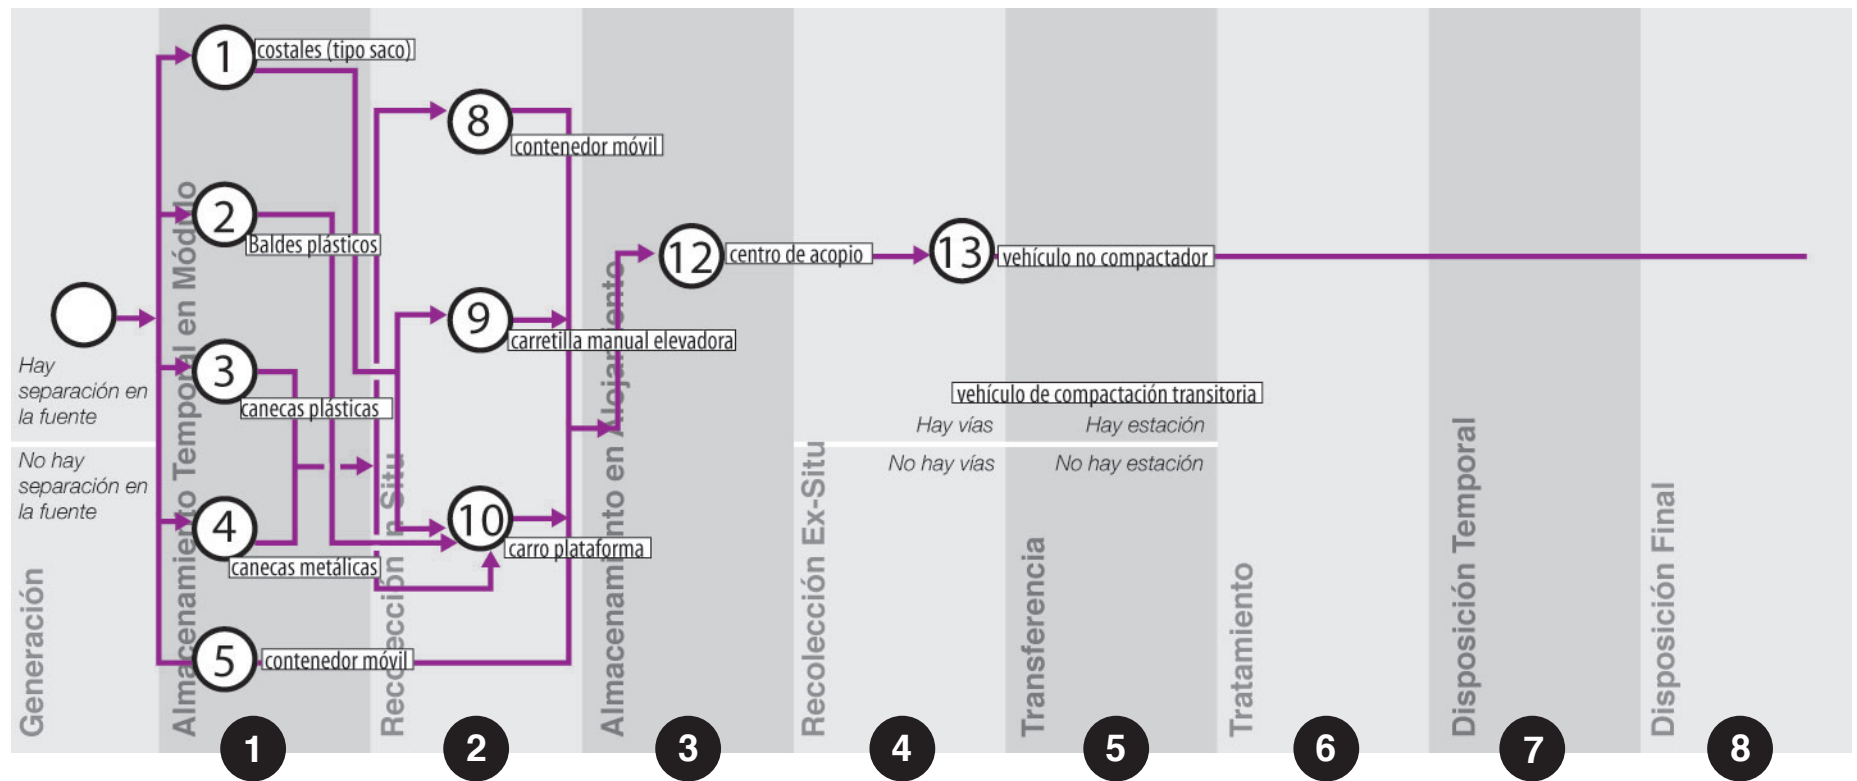 1
costales (tipo saco)
2
Baldes plásticos
3
canecas plásticas
4
canecas metálicas
5
contenedor móvil
8
contenedor móvil
9
carretilla manual elevadora
10
carro plataforma
12
centro de acopio
13
vehículo no compactador
vehículo de compactación transitoria
Hay
separación en
la fuente
No hay
separación en
la fuente
Hay vías
No hay vías
Hay estación
No hay estación
Generación
Almacenamiento Temporal en Módulo
Recolección n-Situ
Almacenamiento en Alojamiento
Recolección Ex-Situ
Transferencia
Tratamiento
Disposición Temporal
Disposición Final
1
2
3
4
5
6
7
8